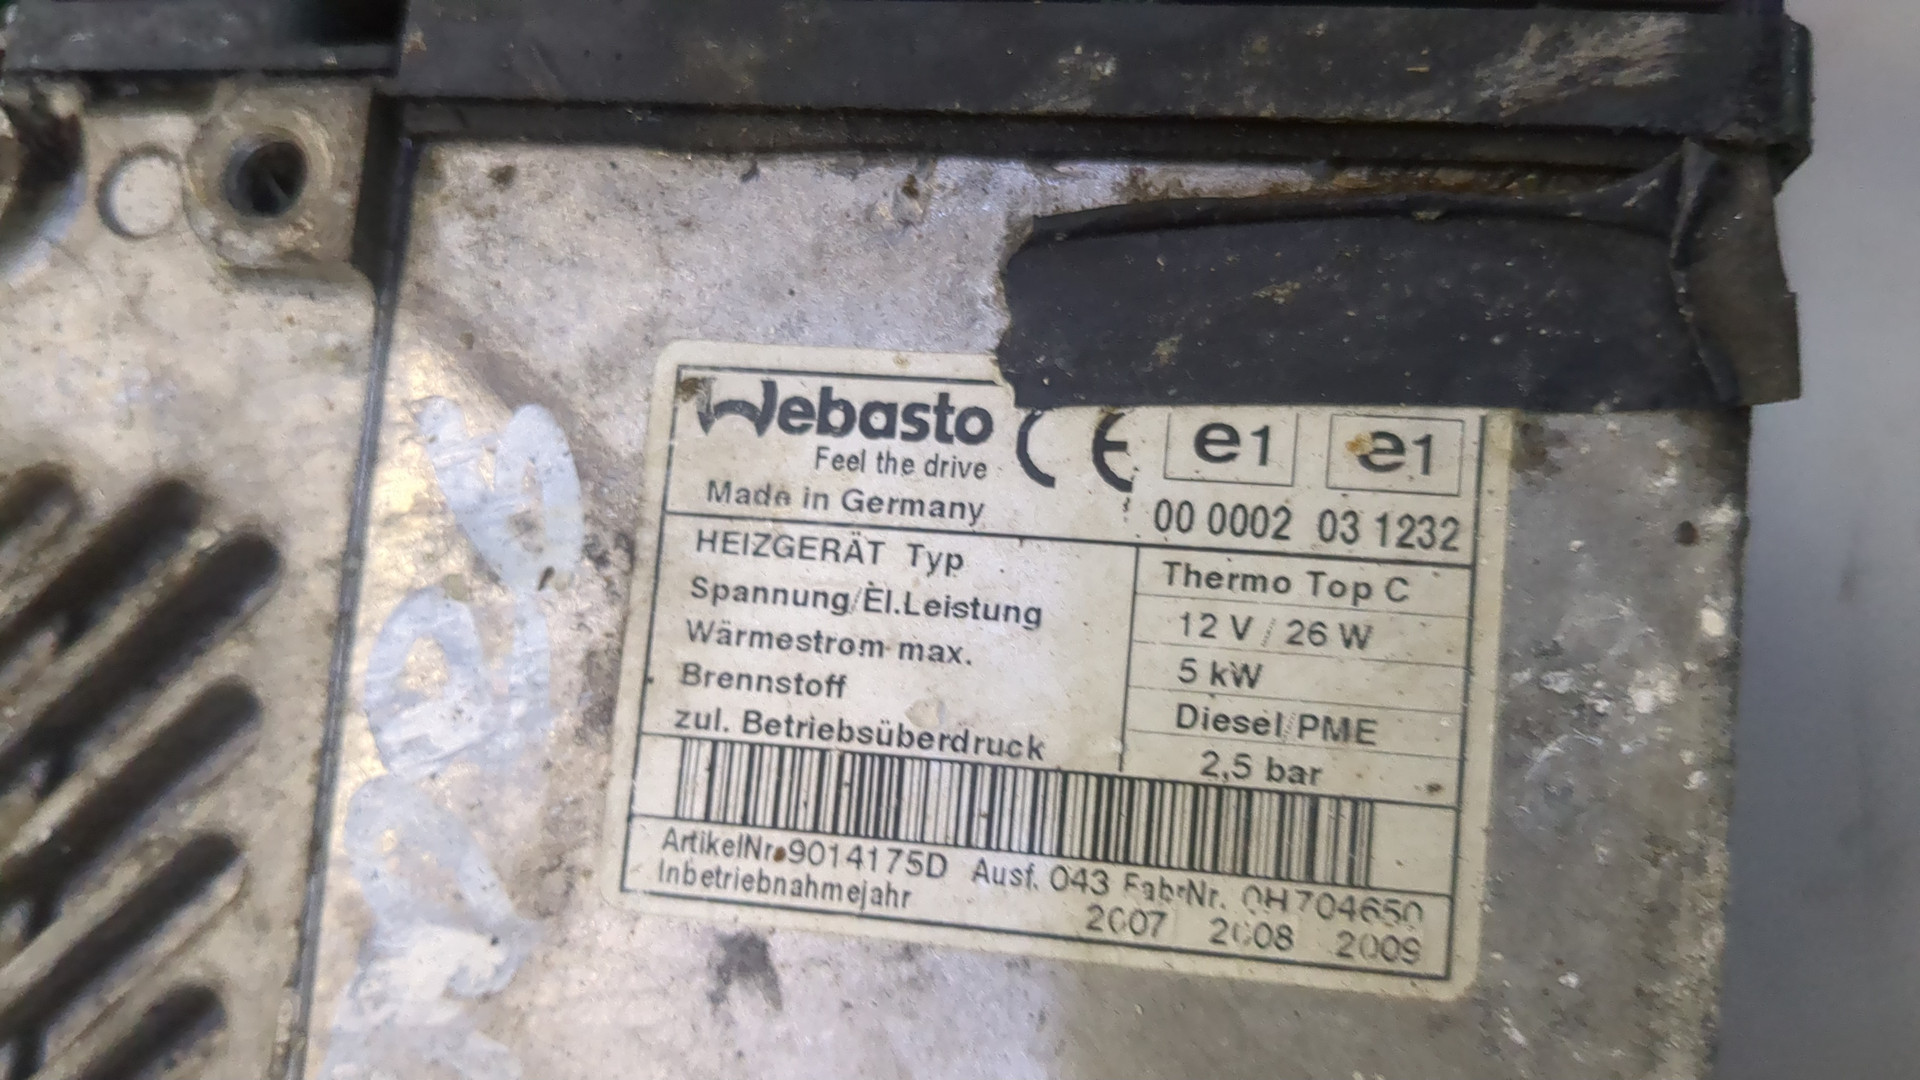 Webasto
Feel the drive
Made in Germany
CE e1 e1
00 0002 03 1232
HEIZGERÄT Typ Thermo Top C
Spannung/El.Leistung 12 V / 26 W
Wärmestrom max. 5 kW
Brennstoff Diesel/PME
zul. Betriebsüberdruck 2,5 bar
ArtikelNr. 9014175D Ausf. 043 FabrNr. 0H704650
Inbetriebnahmejahr 2007 2008 2009